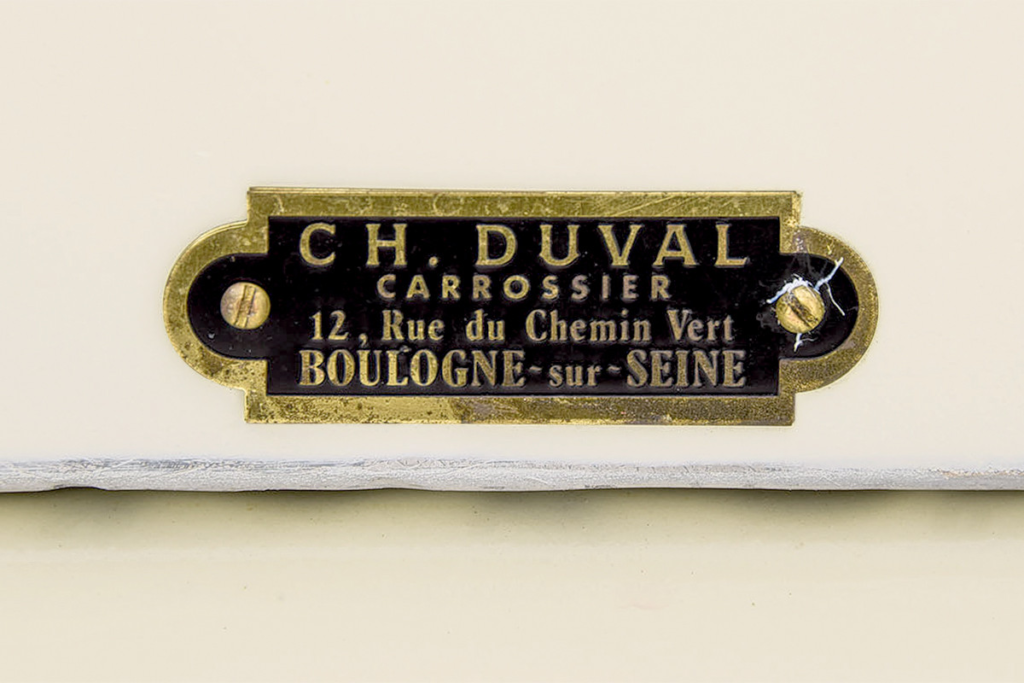 CH. DUVAL
CARROSSIER
12, Rue du Chemin Vert
BOULOGNE-sur-SEINE